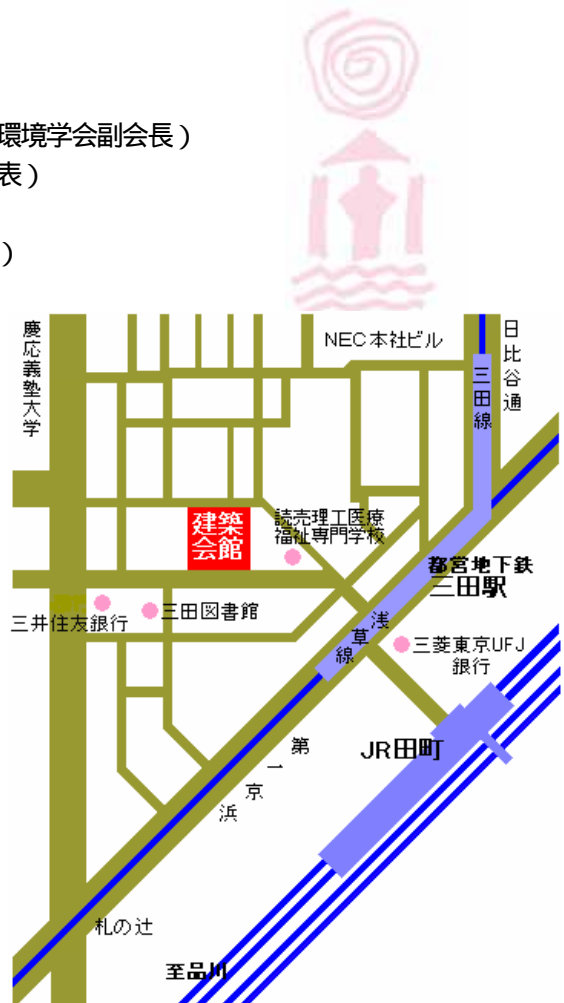 環境学会副会長）
表）
）
慶応義塾大学
NEC本社ビル
日比谷通
三田線
建築
会館
読売理工医療
福祉専門学校
都営地下鉄
三田駅
三井住友銀行
三田図書館
浅草線
三菱東京UFJ
銀行
JR田町
第一京浜
札の辻
至品川